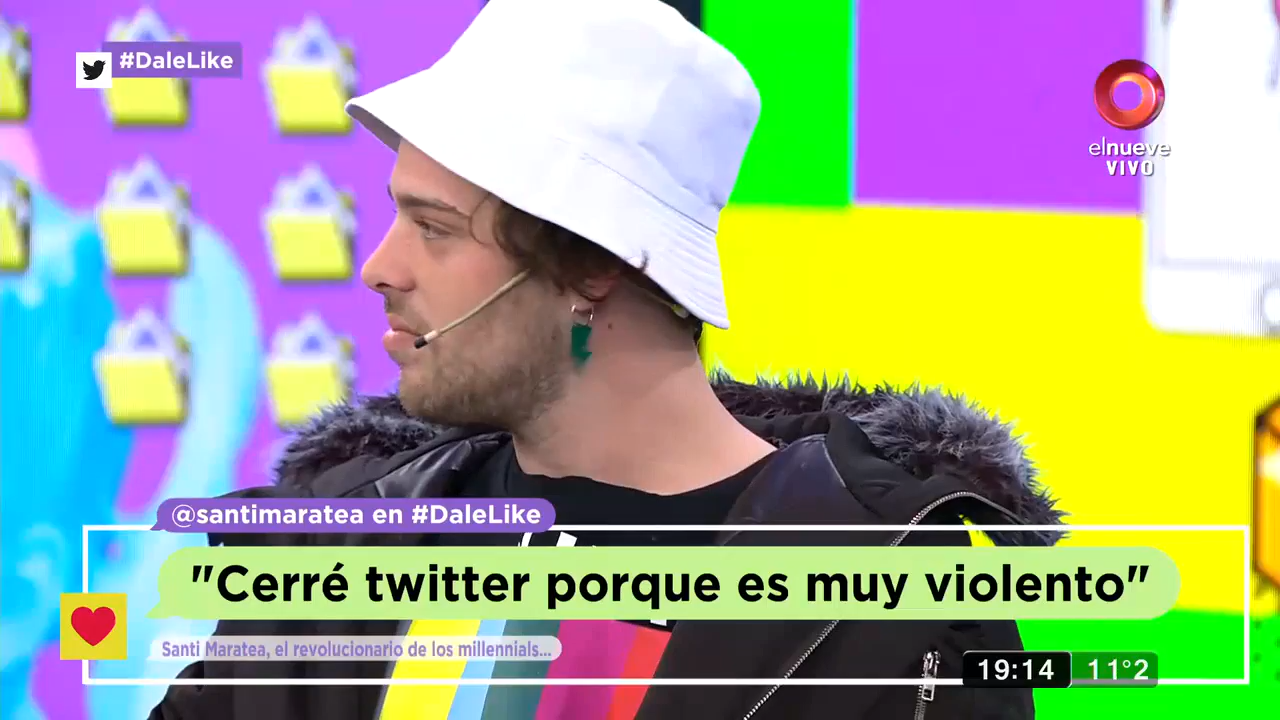 #DaleLike
elnueve
VIVO
@santimaratea en #DaleLike
"Cerré twitter porque es muy violento"
Santi Maratea, el revolucionario de los millennials...
19:14 11°2